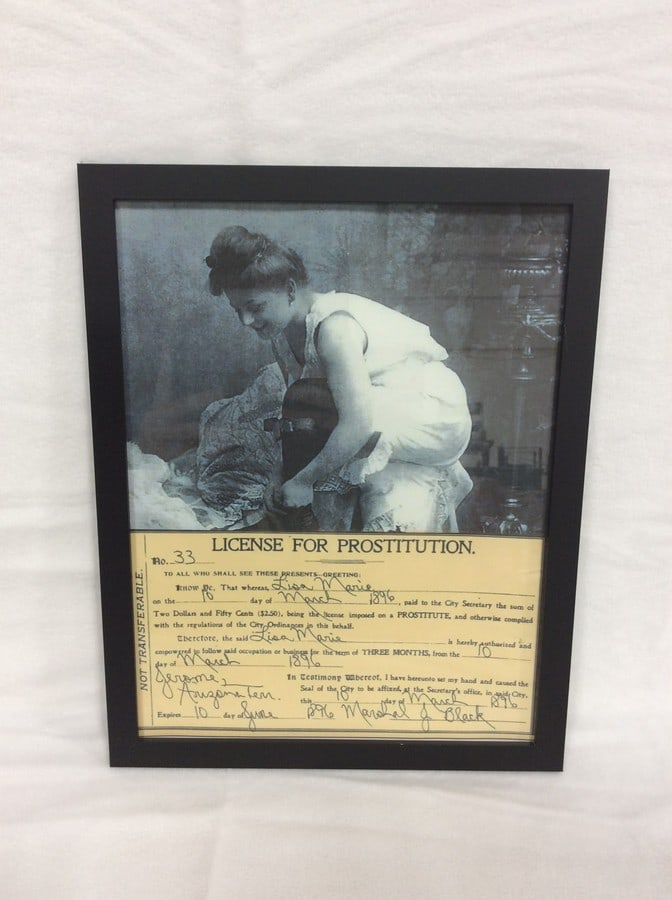 LICENSE FOR PROSTITUTION.
No. 33
TO ALL WHO SHALL SEE THESE PRESENTS—GREETING:
Know Ye, That whereas, Lisa Marie
on the 10 day of March 1896, paid to the City Secretary the sum of
Two Dollars and Fifty Cents ($2.50), being the license imposed on a PROSTITUTE, and otherwise complied
with the regulations of the City Ordinances in this behalf.
Therefore, the said Lisa Marie is hereby authorized and
empowered to follow said occupation or business for the term of THREE MONTHS, from the 10
day of March 1896
Jerome,
Arizona Terr.
In Testimony Whereof, I have hereunto set my hand and caused the
Seal of the City to be affixed, at the Secretary's office, in said City,
this 10 day of March 1896
Expires 10 day of June 1896 Marshal J Black
NOT TRANSFERABLE.